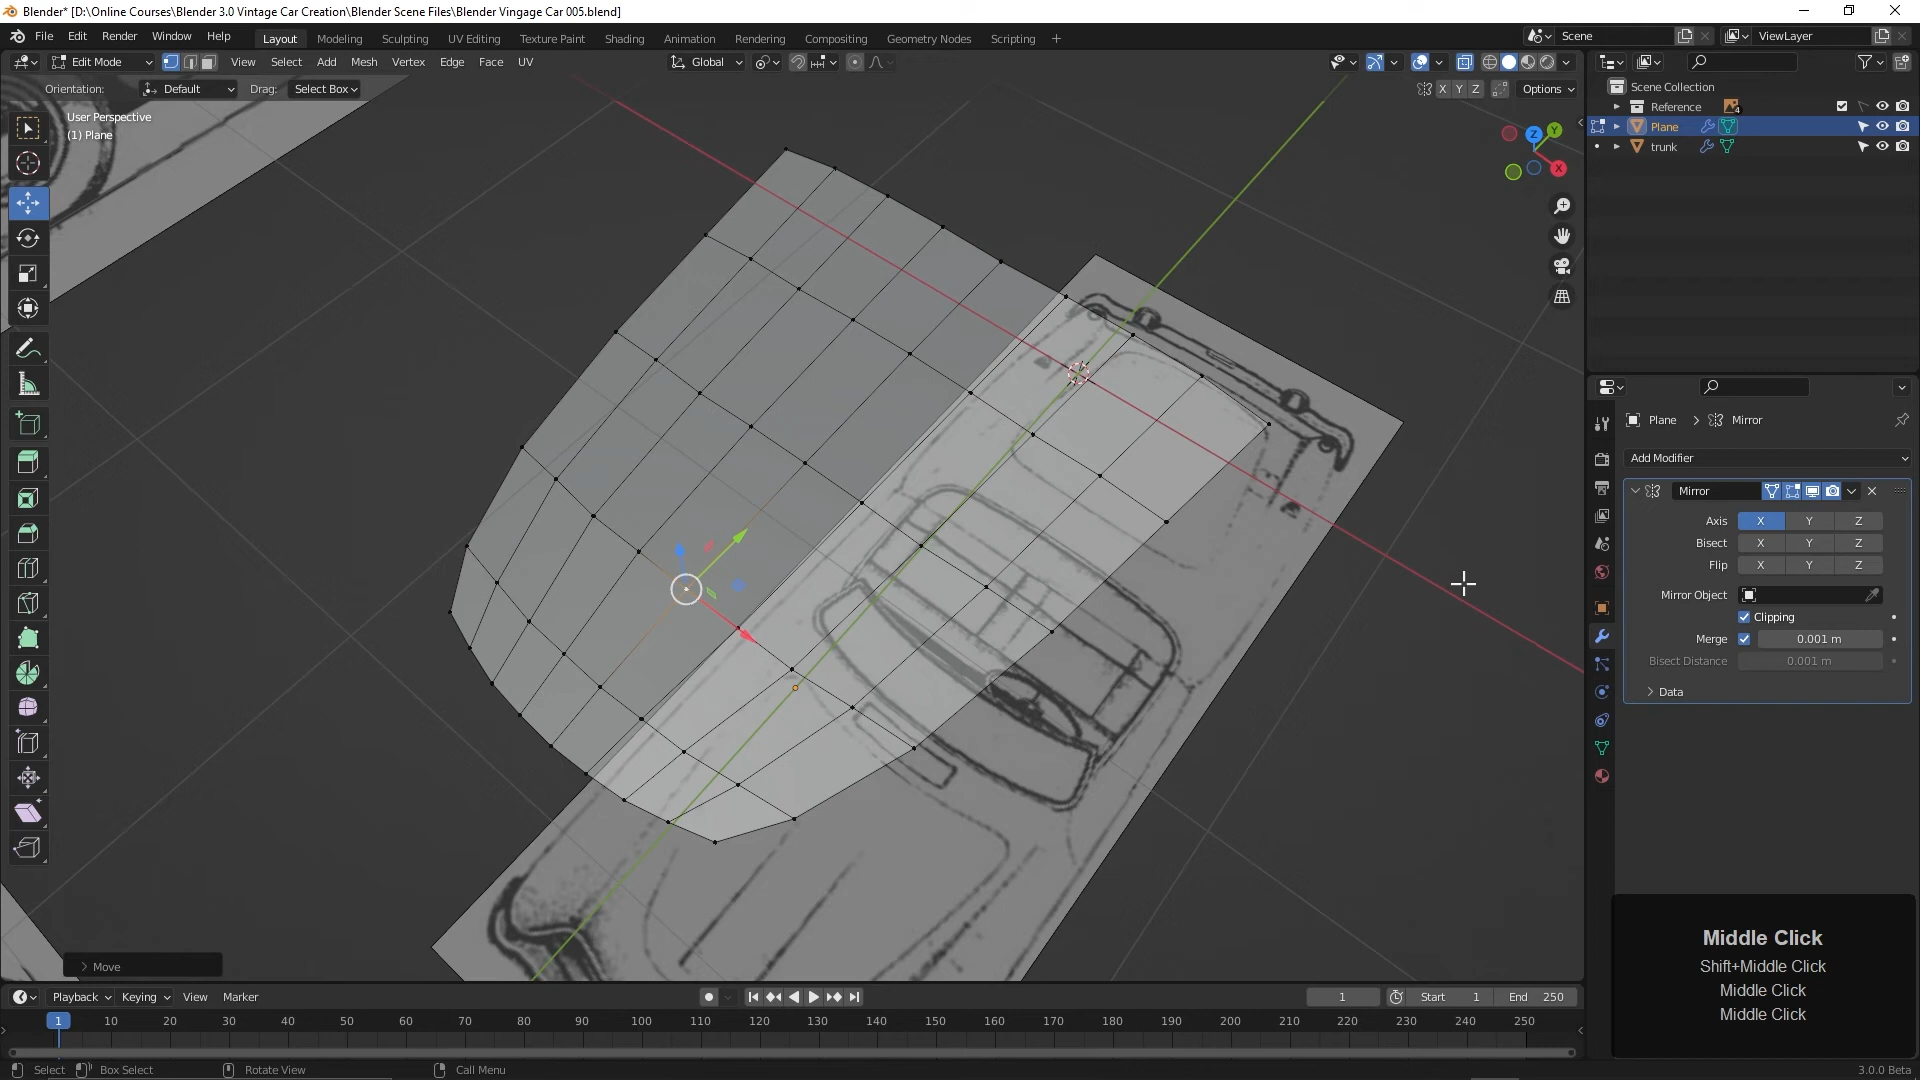 Blender* [D:\Online Courses\Blender 3.0 Vintage Car Creation\Blender Scene Files\Blender Vingage Car 005.blend]
File Edit Render Window Help Layout Modeling Sculpting UV Editing Texture Paint Shading Animation Rendering Compositing Geometry Nodes Scripting + Scene ViewLayer
Edit Mode View Select Add Mesh Vertex Edge Face UV Global
Orientation: Default Drag: Select Box X Y Z Options
User Perspective
(1) Plane
Z Y X
Scene Collection
Reference 4
Plane
trunk
Plane > Mirror
Add Modifier
Mirror
Axis X Y Z
Bisect X Y Z
Flip X Y Z
Mirror Object
Clipping
Merge 0.001 m
Bisect Distance 0.001 m
Data
Move
Middle Click
Shift+Middle Click
Middle Click
Middle Click
Playback Keying View Marker 1 Start 1 End 250
1 10 20 30 40 50 60 70 80 90 100 110 120 130 140 150 160 170 180 190 200 210 220 230 240 250
Select Box Select Rotate View Call Menu 3.0.0 Beta